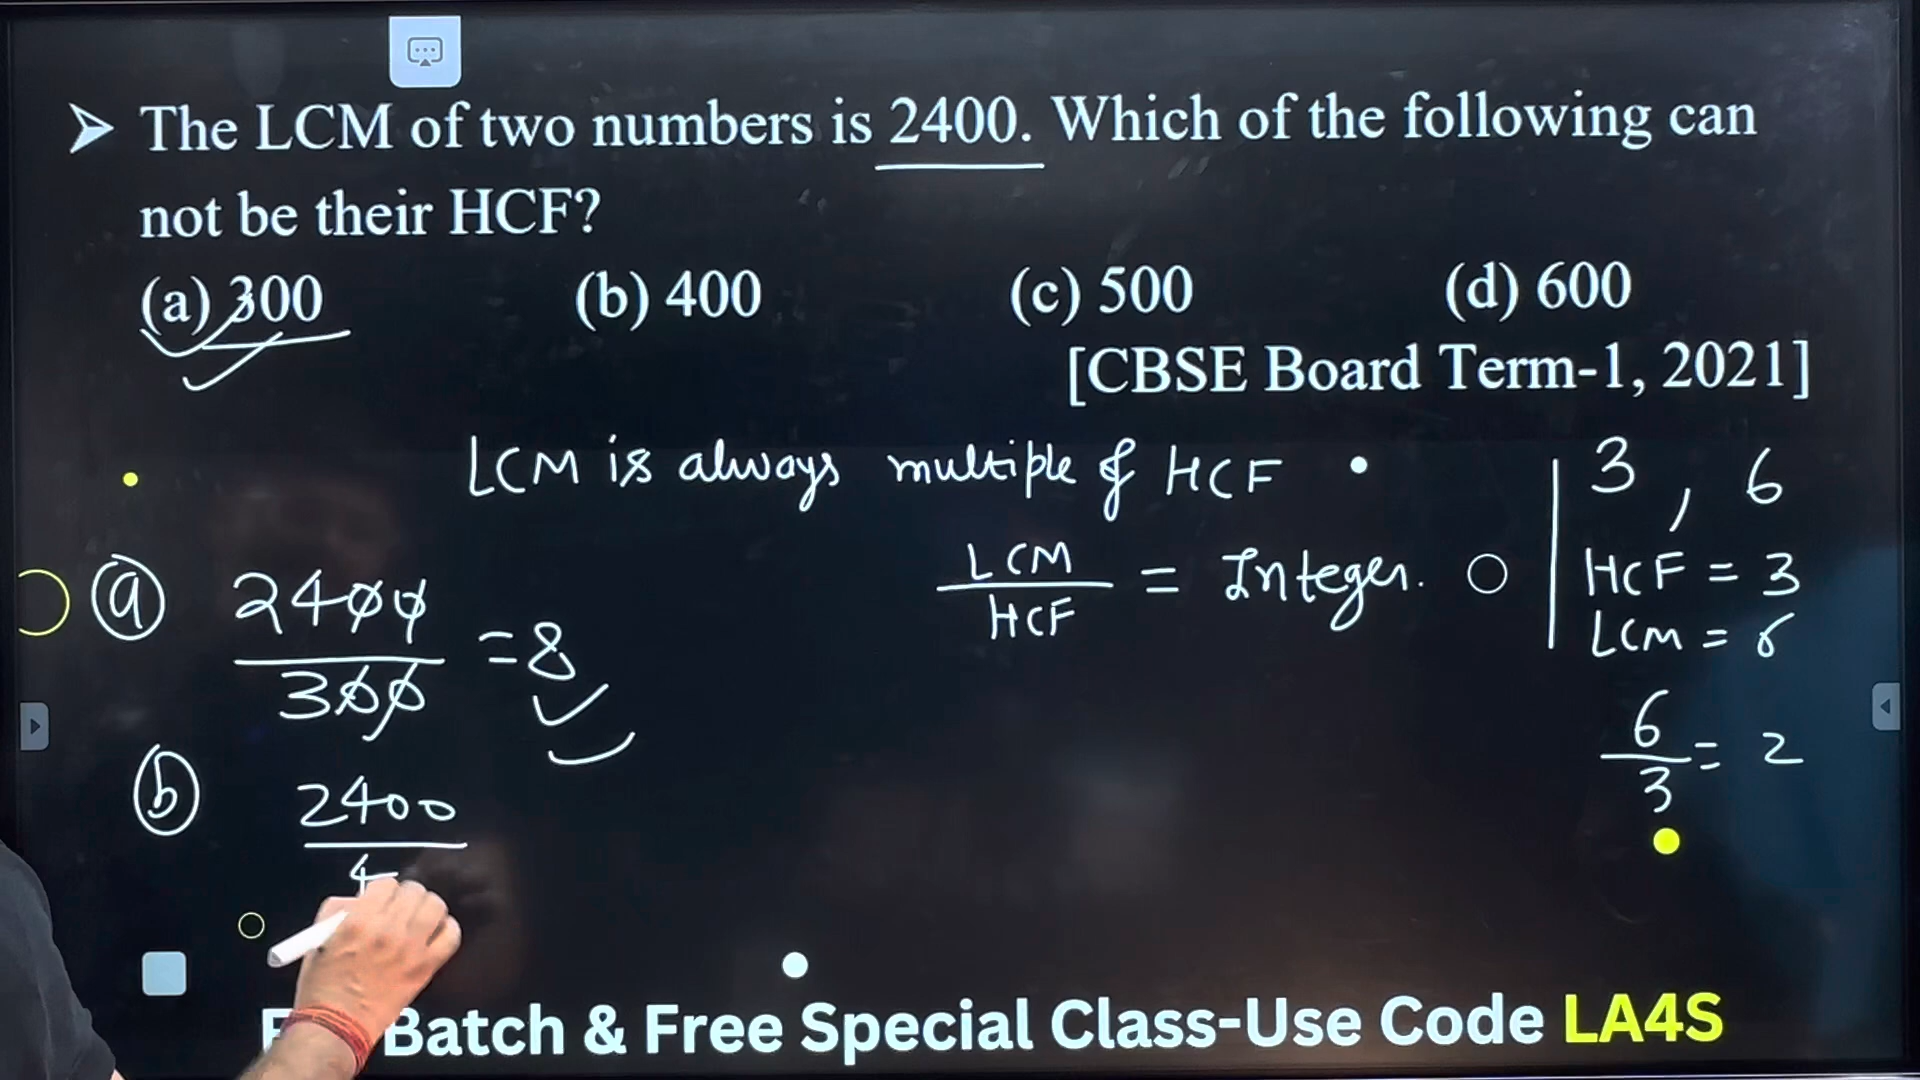 ➤ The LCM of two numbers is 2400. Which of the following can
not be their HCF?
(a) 300 (b) 400 (c) 500 (d) 600
[CBSE Board Term-1, 2021]
LCM is always multiple of HCF
LCM/HCF = Integer.
3, 6
HCF = 3
LCM = 6
6/3 = 2
(a) 2400/300 = 8
(b) 2400/4
Batch & Free Special Class-Use Code LA4S